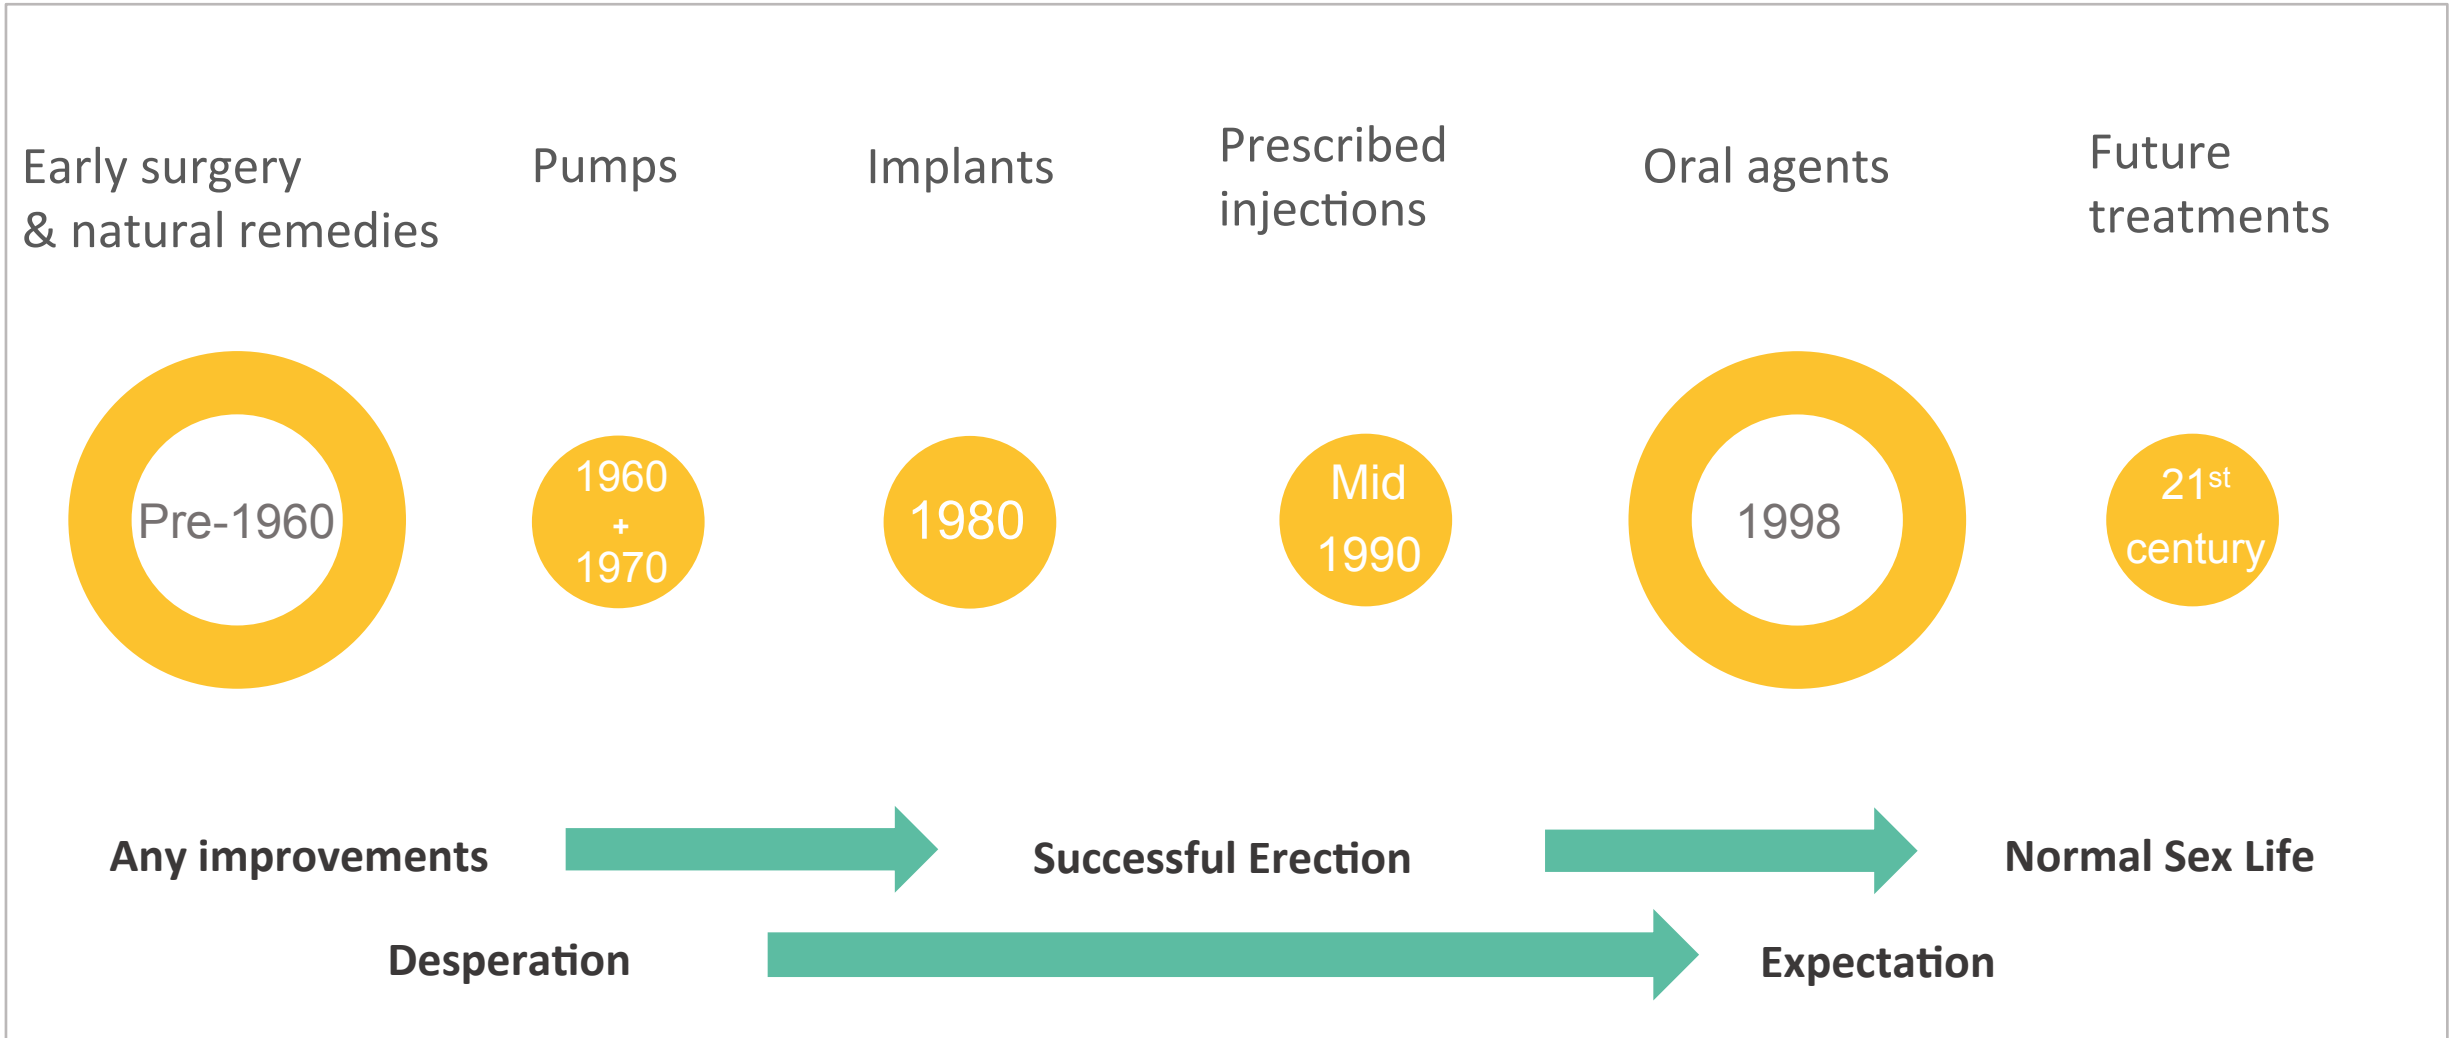 Early surgery
& natural remedies
Pumps
Implants
Prescribed
injections
Oral agents
Future
treatments
Pre-1960
1960
+
1970
1980
Mid
1990
1998
21st
century
Any improvements
Successful Erection
Normal Sex Life
Desperation
Expectation